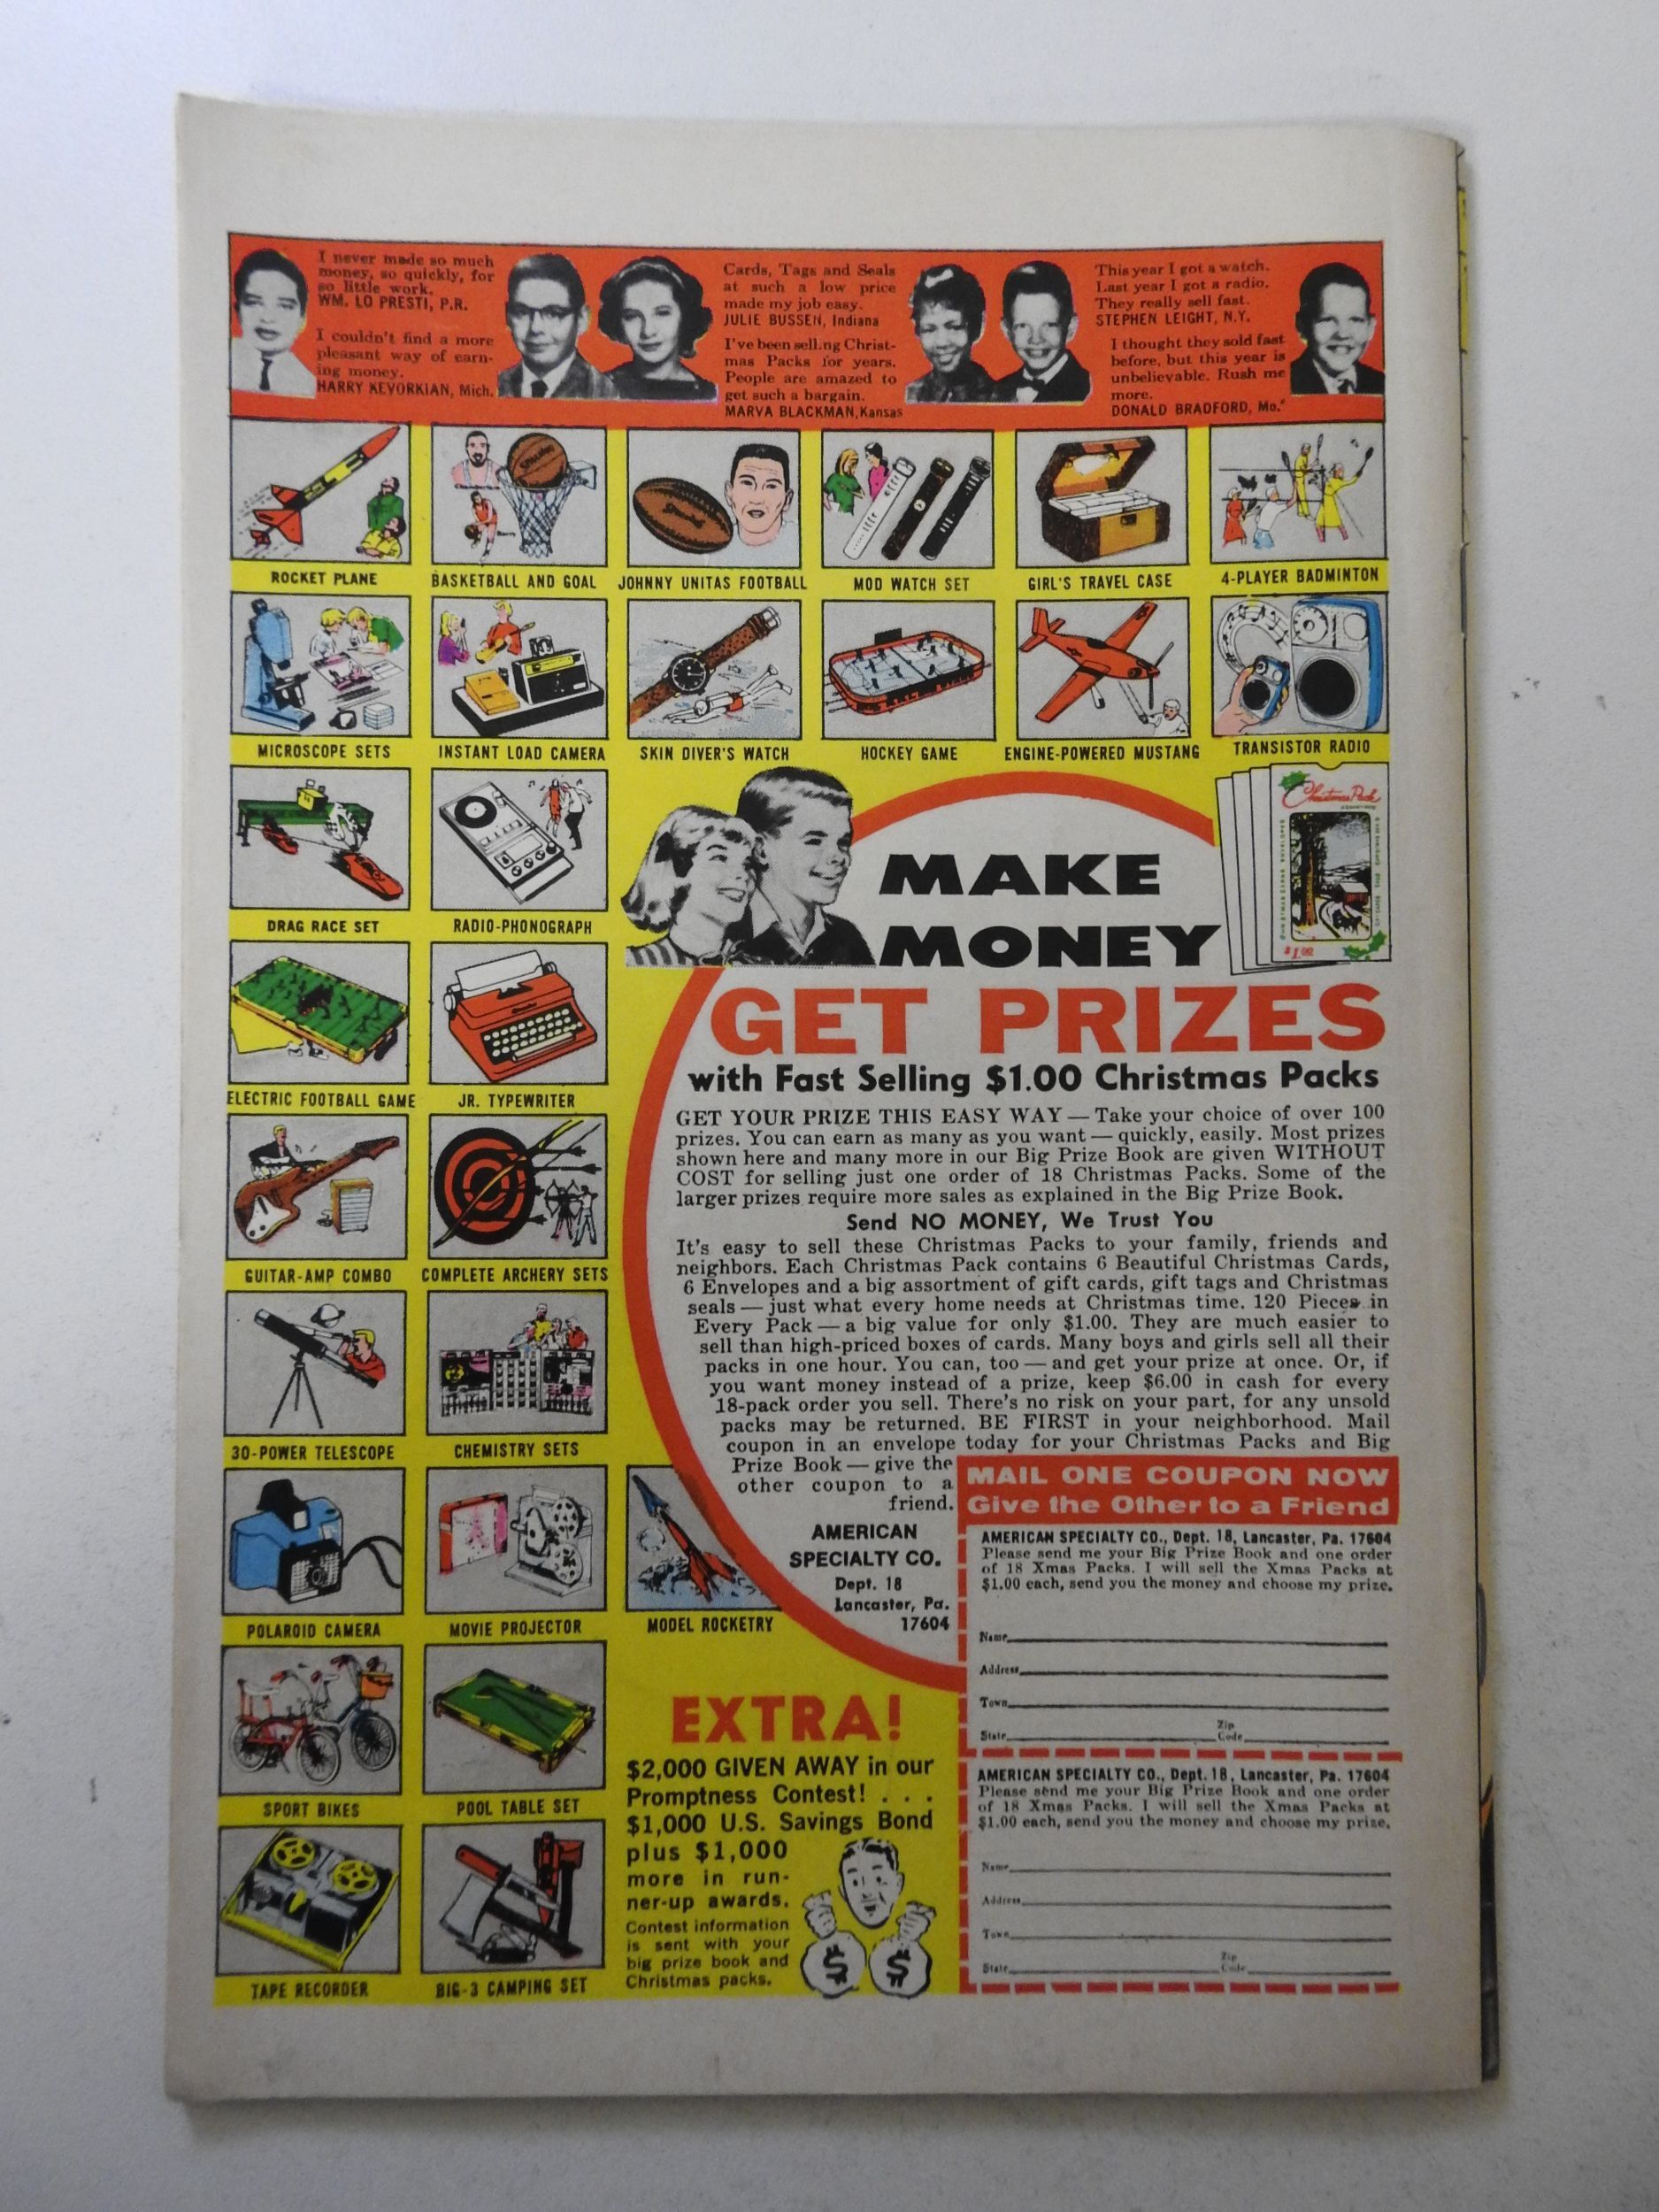 I never made so much
money, so quickly, for
so little work.
WM. LO PRESTI, P.R.
I couldn't find a more
pleasant way of earn-
ing money.
HARRY KEVORKIAN, Mich.
Cards, Tags and Seals
at such a low price
made my job easy.
JULIE BUSSEN, Indiana
I've been selling Christ-
mas Packs for years.
People are amazed to
get such a bargain.
MARVA BLACKMAN, Kansas
This year I got a watch.
Last year I got a radio.
They really sell fast.
STEPHEN LEIGHT, N.Y.
I thought they sold fast
before, but this year is
unbelievable. Rush me
more.
DONALD BRADFORD, Mo.
ROCKET PLANE
BASKETBALL AND GOAL
JOHNNY UNITAS FOOTBALL
MOD WATCH SET
GIRL'S TRAVEL CASE
4-PLAYER BADMINTON
MICROSCOPE SETS
INSTANT LOAD CAMERA
SKIN DIVER'S WATCH
HOCKEY GAME
ENGINE-POWERED MUSTANG
TRANSISTOR RADIO
DRAG RACE SET
RADIO-PHONOGRAPH
ELECTRIC FOOTBALL GAME
JR. TYPEWRITER
GUITAR-AMP COMBO
COMPLETE ARCHERY SETS
30-POWER TELESCOPE
CHEMISTRY SETS
POLAROID CAMERA
MOVIE PROJECTOR
MODEL ROCKETRY
SPORT BIKES
POOL TABLE SET
TAPE RECORDER
BIG-3 CAMPING SET
Christmas Pack
$1.00
MAKE
MONEY
GET PRIZES
with Fast Selling $1.00 Christmas Packs
GET YOUR PRIZE THIS EASY WAY — Take your choice of over 100
prizes. You can earn as many as you want — quickly, easily. Most prizes
shown here and many more in our Big Prize Book are given WITHOUT
COST for selling just one order of 18 Christmas Packs. Some of the
larger prizes require more sales as explained in the Big Prize Book.
Send NO MONEY, We Trust You
It's easy to sell these Christmas Packs to your family, friends and
neighbors. Each Christmas Pack contains 6 Beautiful Christmas Cards,
6 Envelopes and a big assortment of gift cards, gift tags and Christmas
seals — just what every home needs at Christmas time. 120 Pieces in
Every Pack — a big value for only $1.00. They are much easier to
sell than high-priced boxes of cards. Many boys and girls sell all their
packs in one hour. You can, too — and get your prize at once. Or, if
you want money instead of a prize, keep $6.00 in cash for every
18-pack order you sell. There's no risk on your part, for any unsold
packs may be returned. BE FIRST in your neighborhood. Mail
coupon in an envelope today for your Christmas Packs and Big
Prize Book — give the
other coupon to a
friend.
AMERICAN
SPECIALTY CO.
Dept. 18
Lancaster, Pa.
17604
EXTRA!
$2,000 GIVEN AWAY in our
Promptness Contest! . . .
$1,000 U.S. Savings Bond
plus $1,000
more in run-
ner-up awards.
Contest information
is sent with your
big prize book and
Christmas packs.
$ $
MAIL ONE COUPON NOW
Give the Other to a Friend
AMERICAN SPECIALTY CO., Dept. 18, Lancaster, Pa. 17604
Please send me your Big Prize Book and one order
of 18 Xmas Packs. I will sell the Xmas Packs at
$1.00 each, send you the money and choose my prize.
Name
Address
Town
State Zip Code
AMERICAN SPECIALTY CO., Dept. 18, Lancaster, Pa. 17604
Please send me your Big Prize Book and one order
of 18 Xmas Packs. I will sell the Xmas Packs at
$1.00 each, send you the money and choose my prize.
Name
Address
Town
State Zip Code